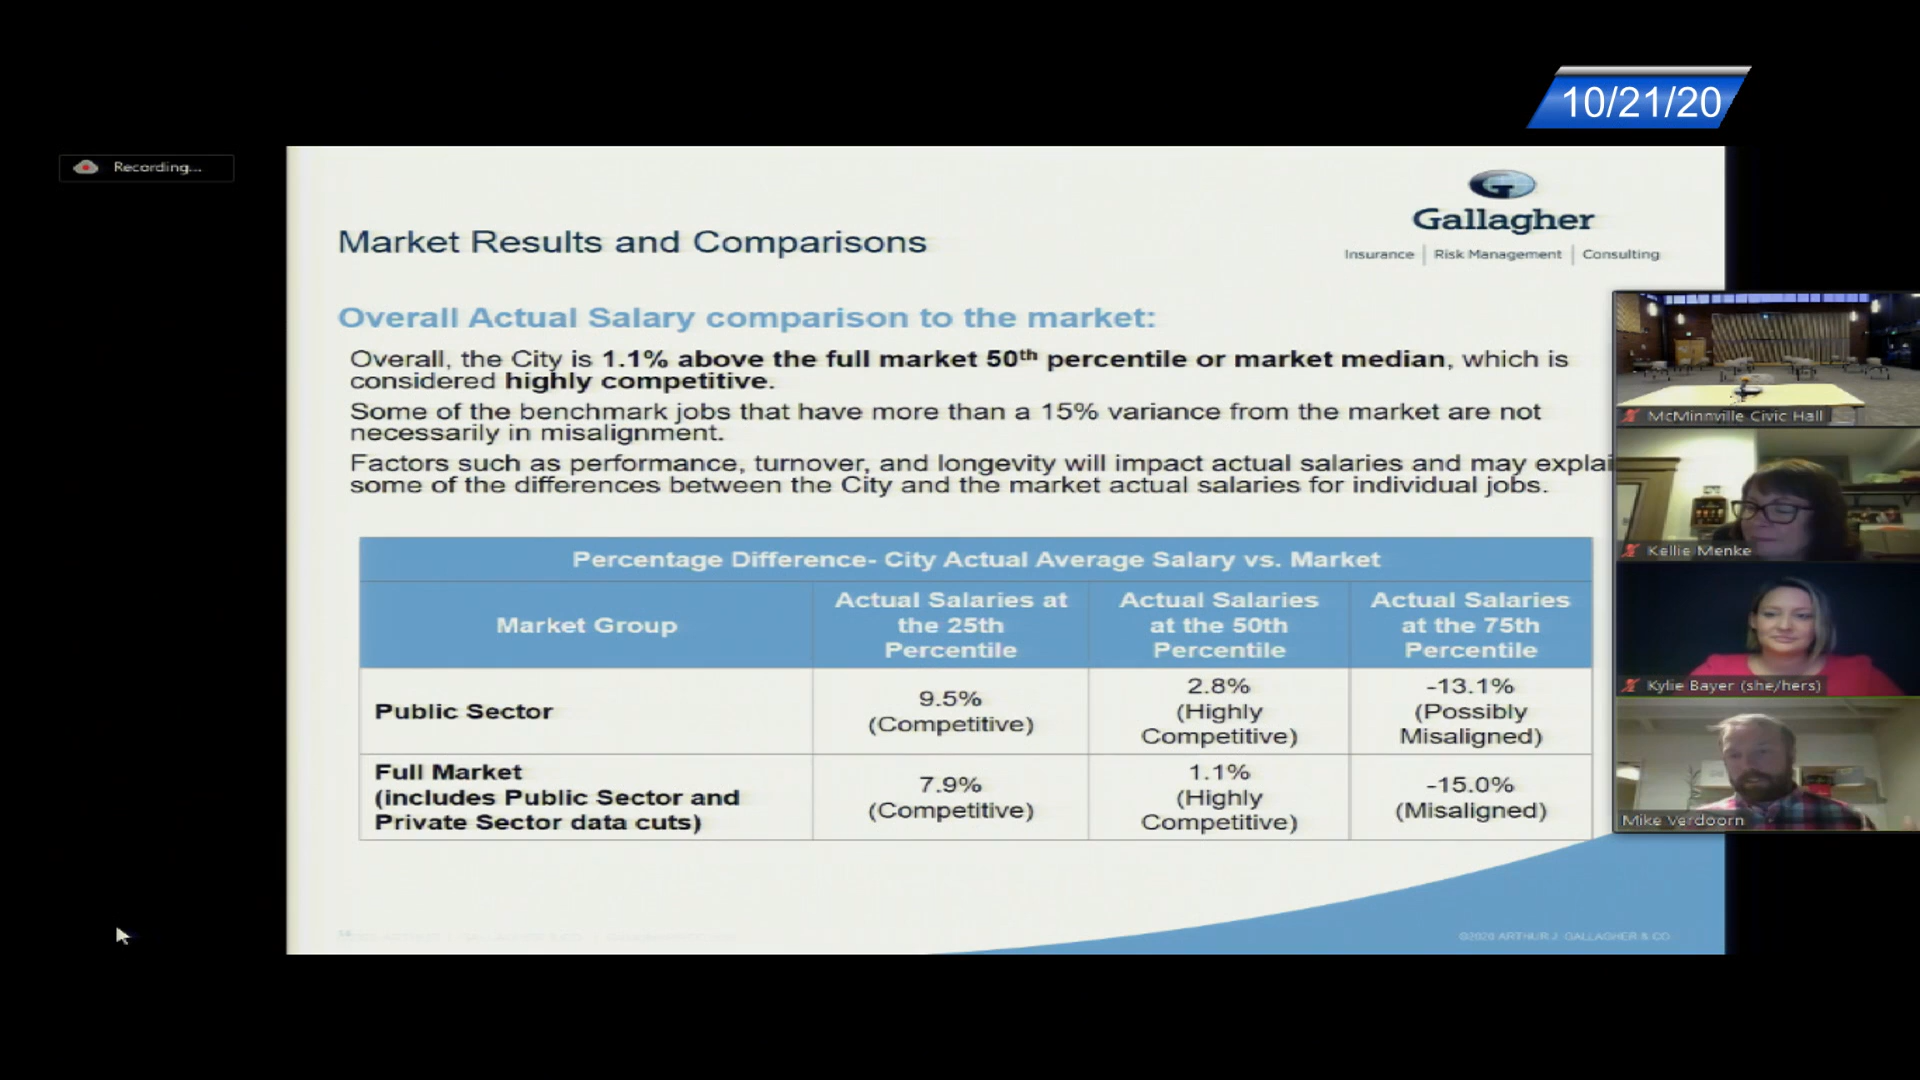 10/21/20
Recording...
Gallagher
Insurance | Risk Management | Consulting
Market Results and Comparisons
Overall Actual Salary comparison to the market:
Overall, the City is 1.1% above the full market 50th percentile or market median, which is
considered highly competitive.
Some of the benchmark jobs that have more than a 15% variance from the market are not
necessarily in misalignment.
Factors such as performance, turnover, and longevity will impact actual salaries and may explai
some of the differences between the City and the market actual salaries for individual jobs.
Percentage Difference- City Actual Average Salary vs. Market
Market Group
Actual Salaries at
the 25th
Percentile
Actual Salaries
at the 50th
Percentile
Actual Salaries
at the 75th
Percentile
Public Sector
9.5%
(Competitive)
2.8%
(Highly
Competitive)
-13.1%
(Possibly
Misaligned)
Full Market
(includes Public Sector and
Private Sector data cuts)
7.9%
(Competitive)
1.1%
(Highly
Competitive)
-15.0%
(Misaligned)
McMinnville Civic Hall
Kellie Menke
Kylie Bayer (she/hers)
Mike Verdoorn
©2020 ARTHUR J. GALLAGHER & CO.